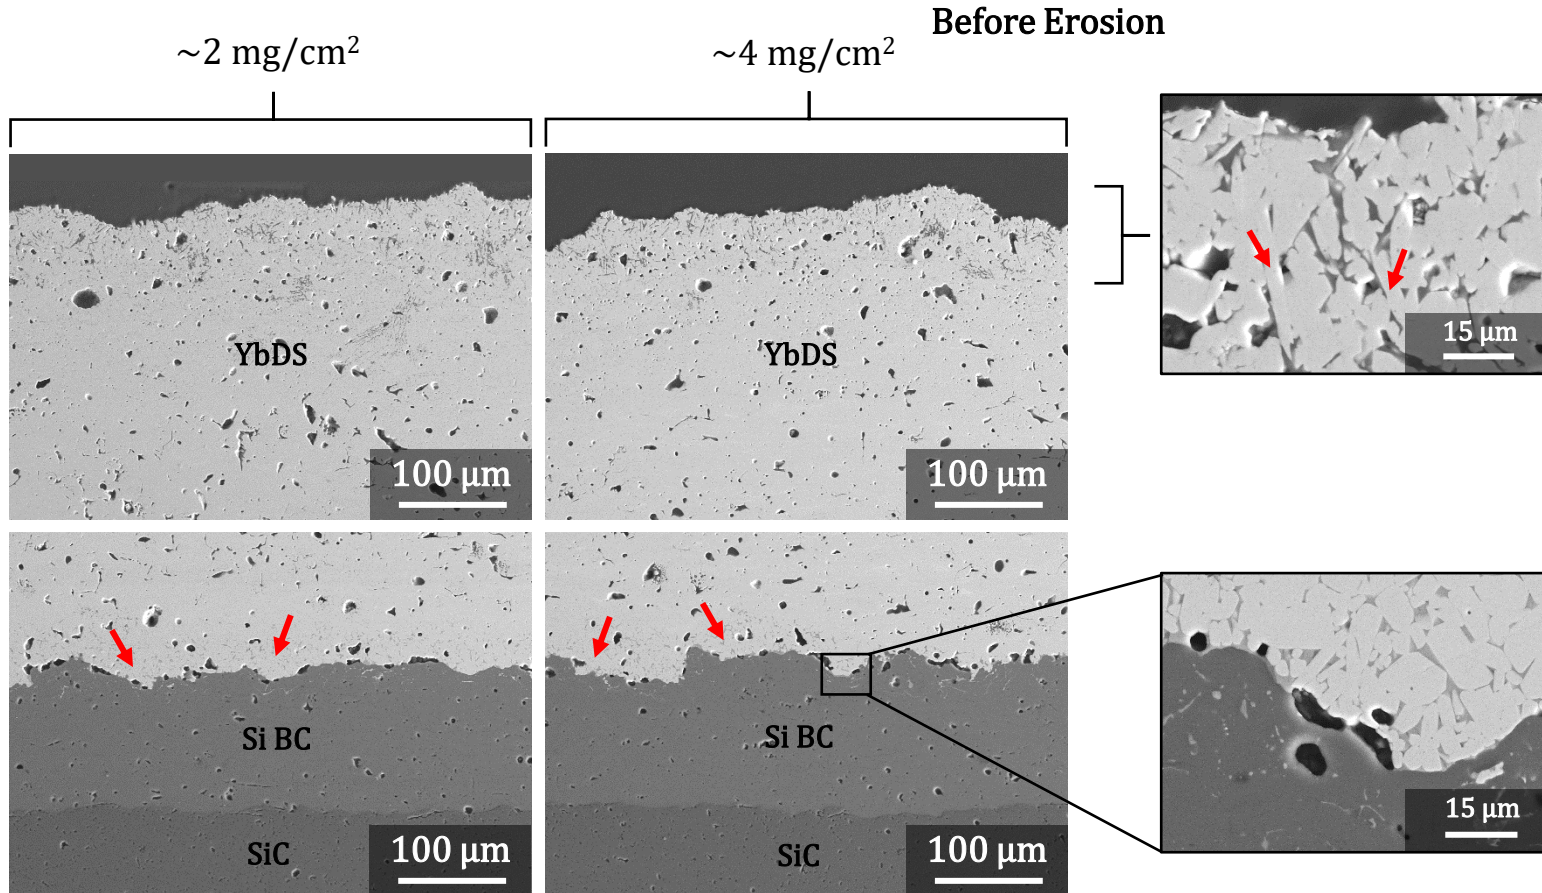 Before Erosion
~2 mg/cm²
~4 mg/cm²
YbDS
100 µm
YbDS
100 µm
15 µm
Si BC
SiC
100 µm
Si BC
SiC
100 µm
15 µm